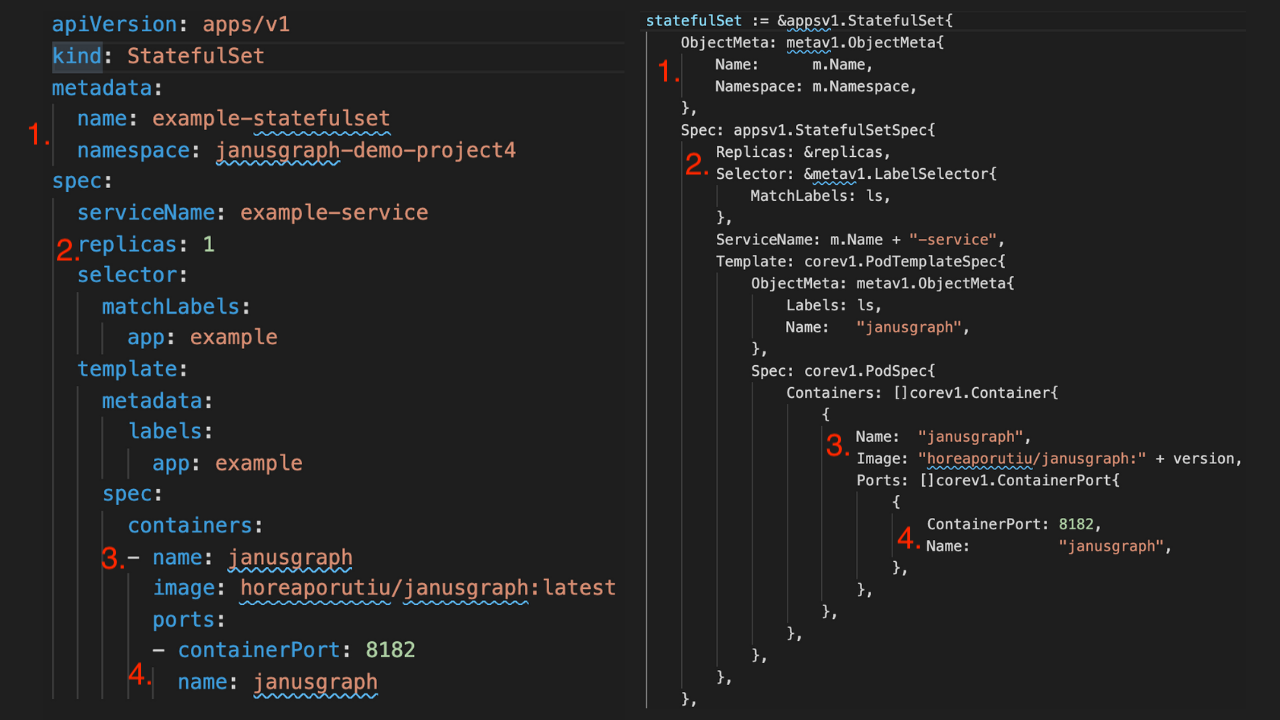 apiVersion: apps/v1
kind: StatefulSet
metadata:
1.
  name: example-statefulset
  namespace: janusgraph-demo-project4
spec:
  serviceName: example-service
2.
  replicas: 1
  selector:
    matchLabels:
      app: example
  template:
    metadata:
      labels:
        app: example
    spec:
      containers:
3.
      - name: janusgraph
        image: horeaporutiu/janusgraph:latest
        ports:
        - containerPort: 8182
4.
          name: janusgraph
statefulSet := &appsv1.StatefulSet{
    ObjectMeta: metav1.ObjectMeta{
1.
        Name:      m.Name,
        Namespace: m.Namespace,
    },
    Spec: appsv1.StatefulSetSpec{
        Replicas: &replicas,
2.
        Selector: &metav1.LabelSelector{
            MatchLabels: ls,
        },
        ServiceName: m.Name + "-service",
        Template: corev1.PodTemplateSpec{
            ObjectMeta: metav1.ObjectMeta{
                Labels: ls,
                Name:   "janusgraph",
            },
            Spec: corev1.PodSpec{
                Containers: []corev1.Container{
                    {
3.
                        Name:  "janusgraph",
                        Image: "horeaporutiu/janusgraph:" + version,
                        Ports: []corev1.ContainerPort{
                            {
                                ContainerPort: 8182,
4.
                                Name:          "janusgraph",
                            },
                        },
                    },
                },
            },
        },
    },